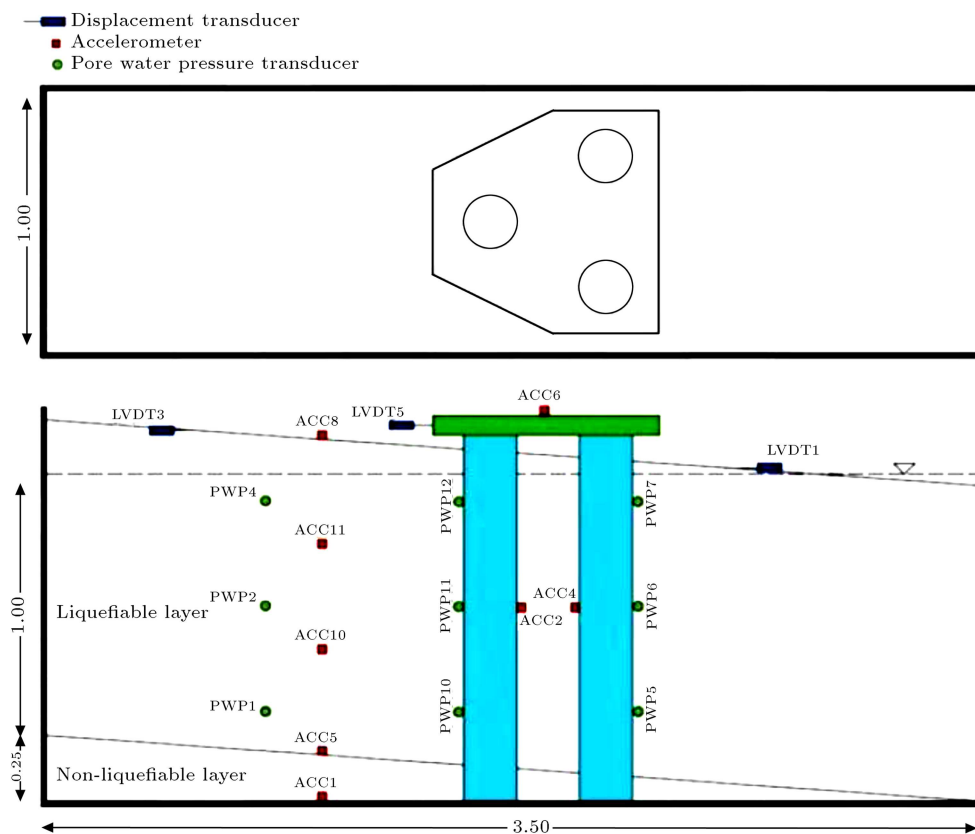 Displacement transducer
Accelerometer
Pore water pressure transducer
1.00
LVDT3
ACC8
LVDT5
ACC6
LVDT1
PWP4
PWP12
PWP7
ACC11
1.00
Liquefiable layer
PWP2
PWP11
ACC4
ACC2
PWP6
ACC10
PWP1
PWP10
PWP5
ACC5
0.25
Non-liquefiable layer
ACC1
3.50